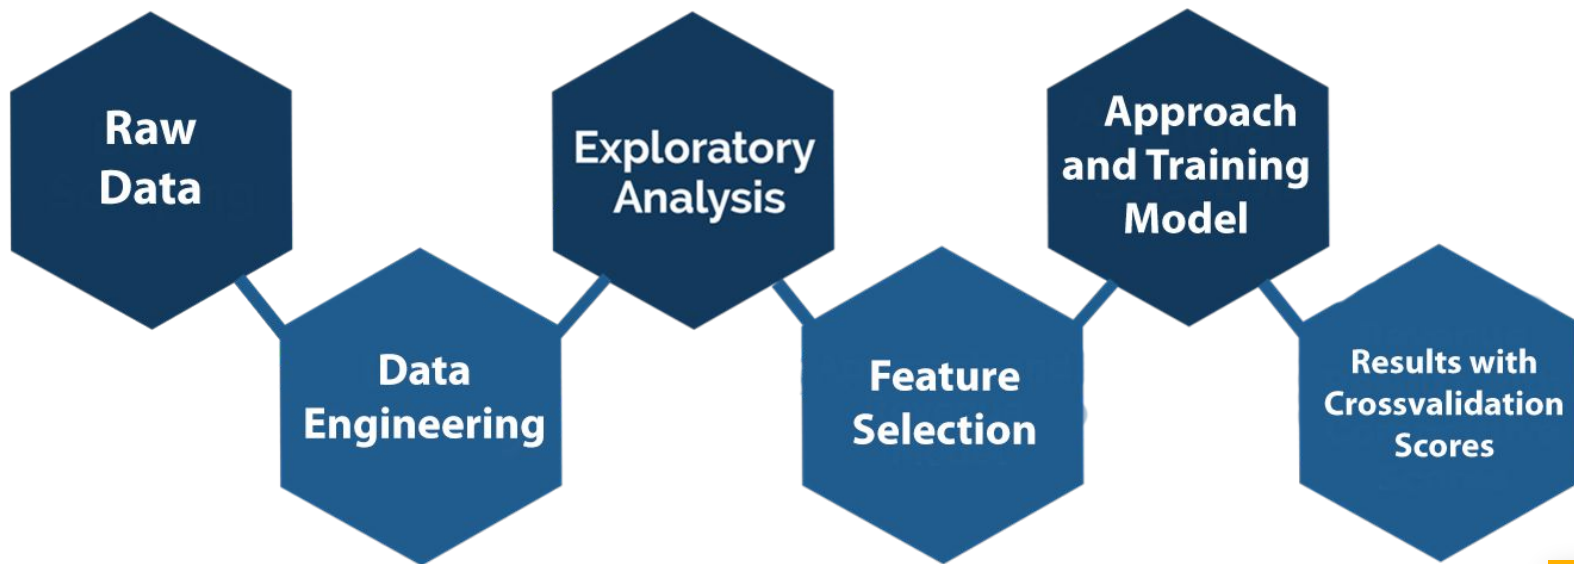 Raw
Data
Data
Engineering
Exploratory
Analysis
Feature
Selection
Approach
and Training
Model
Results with
Crossvalidation
Scores